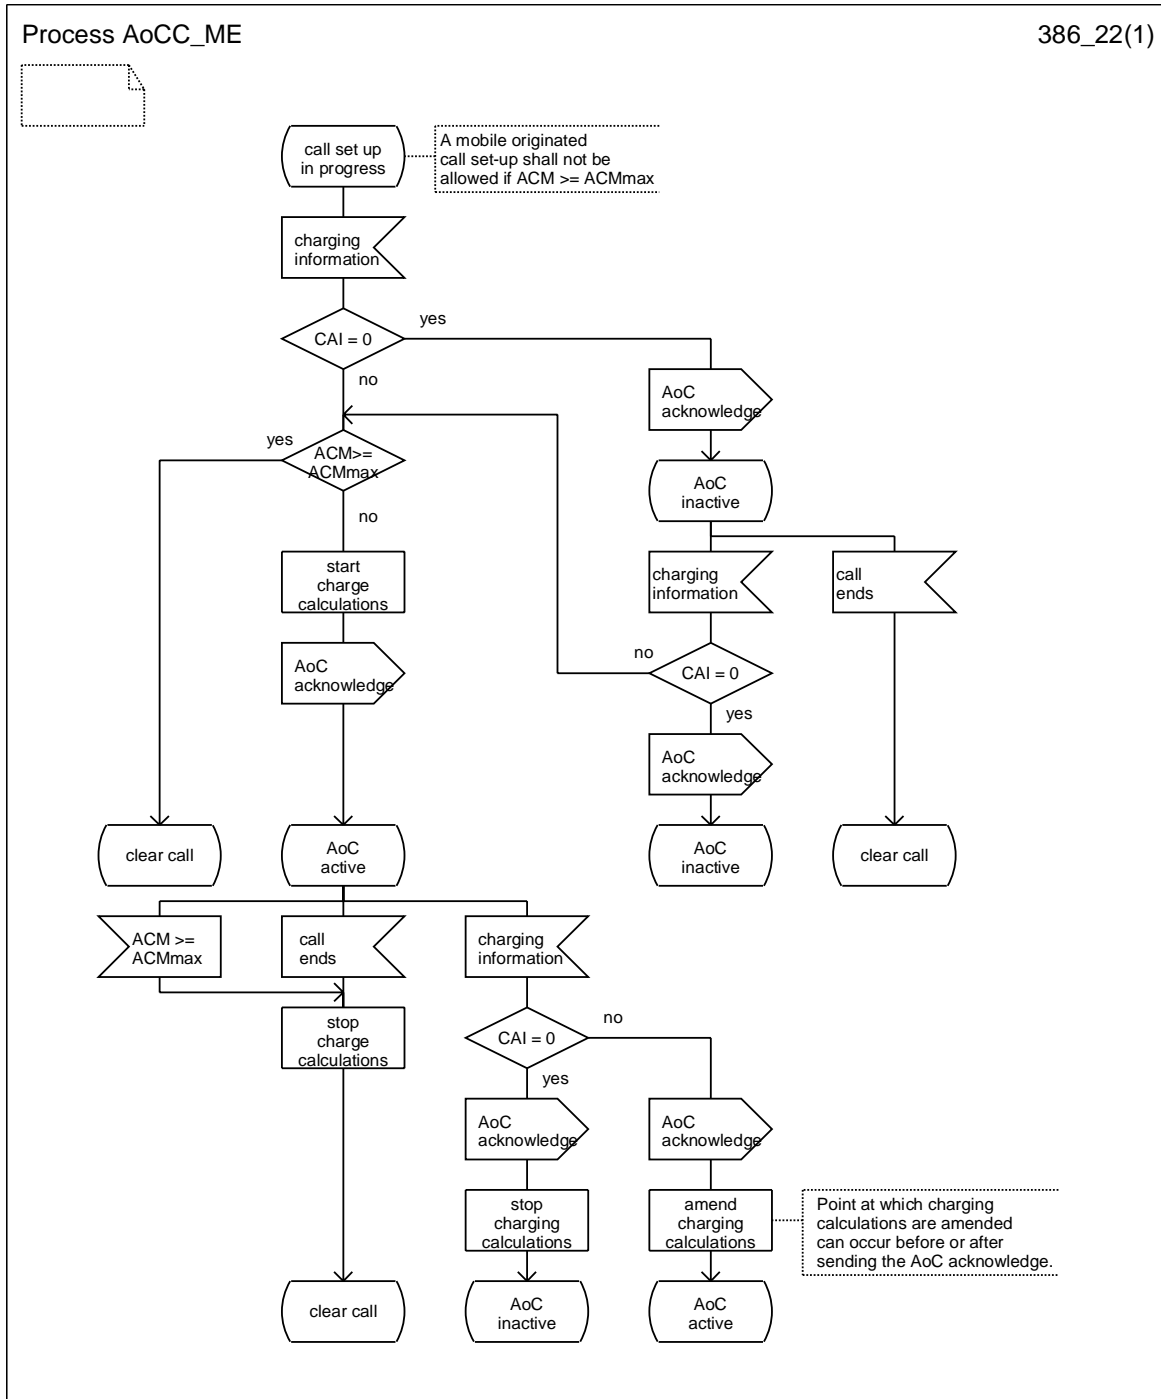 Process AoCC_ME
386_22(1)
call set up
in progress
A mobile originated
call set-up shall not be
allowed if ACM >= ACMmax
charging
information
CAI = 0
yes
no
AoC
acknowledge
yes
ACM>=
ACMmax
no
AoC
inactive
start
charge
calculations
charging
information
call
ends
AoC
acknowledge
no
CAI = 0
yes
AoC
acknowledge
clear call
AoC
active
AoC
inactive
clear call
ACM >=
ACMmax
call
ends
charging
information
stop
charge
calculations
CAI = 0
no
yes
AoC
acknowledge
AoC
acknowledge
stop
charging
calculations
amend
charging
calculations
Point at which charging
calculations are amended
can occur before or after
sending the AoC acknowledge.
clear call
AoC
inactive
AoC
active